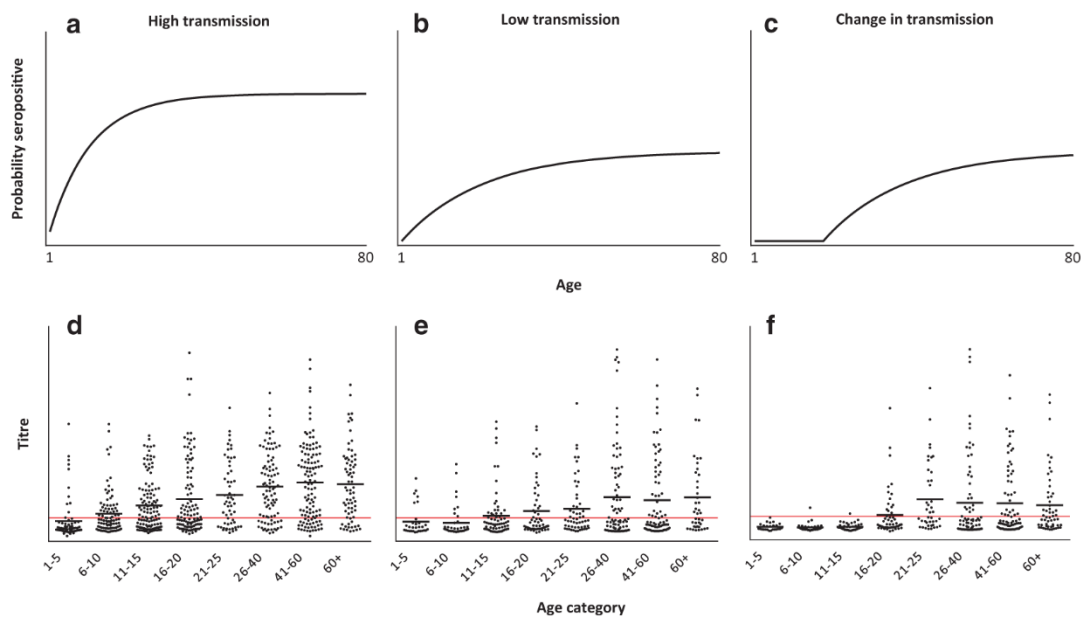 a High transmission
b Low transmission
c Change in transmission
Probability seropositive
1 80
1 80
1 80
Age
d
e
f
Titre
1-5 6-10 11-15 16-20 21-25 26-40 41-60 60+
1-5 6-10 11-15 16-20 21-25 26-40 41-60 60+
1-5 6-10 11-15 16-20 21-25 26-40 41-60 60+
Age category